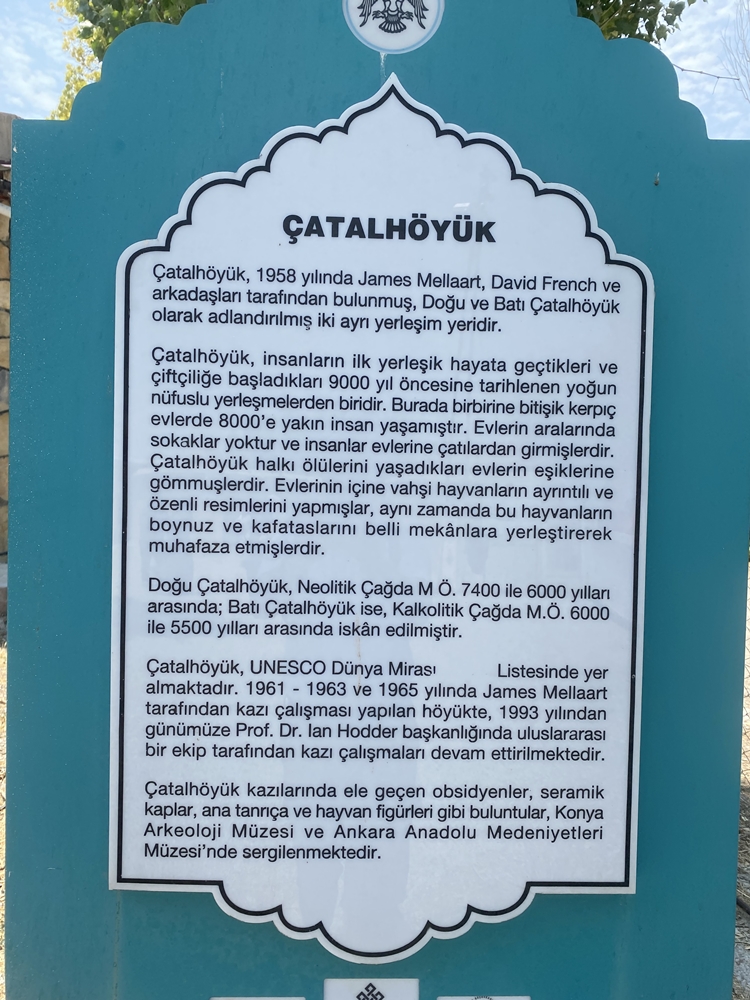 ÇATALHÖYÜK
Çatalhöyük, 1958 yılında James Mellaart, David French ve
arkadaşları tarafından bulunmuş, Doğu ve Batı Çatalhöyük
olarak adlandırılmış iki ayrı yerleşim yeridir.
Çatalhöyük, insanların ilk yerleşik hayata geçtikleri ve
çiftçiliğe başladıkları 9000 yıl öncesine tarihlenen yoğun
nüfuslu yerleşmelerden biridir. Burada birbirine bitişik kerpiç
evlerde 8000'e yakın insan yaşamıştır. Evlerin aralarında
sokaklar yoktur ve insanlar evlerine çatılardan girmişlerdir.
Çatalhöyük halkı ölülerini yaşadıkları evlerin eşiklerine
gömmuşlerdir. Evlerinin içine vahşi hayvanların ayrıntılı ve
özenli resimlerini yapmışlar, aynı zamanda bu hayvanların
boynuz ve kafataslarını belli mekânlara yerleştirerek
muhafaza etmişlerdir.
Doğu Çatalhöyük, Neolitik Çağda M Ö. 7400 ile 6000 yılları
arasında; Batı Çatalhöyük ise, Kalkolitik Çağda M.Ö. 6000
ile 5500 yılları arasında iskân edilmiştir.
Çatalhöyük, UNESCO Dünya Mirası Listesinde yer
almaktadır. 1961 - 1963 ve 1965 yılında James Mellaart
tarafından kazı çalışması yapılan höyükte, 1993 yılından
günümüze Prof. Dr. Ian Hodder başkanlığında uluslararası
bir ekip tarafından kazı çalışmaları devam ettirilmektedir.
Çatalhöyük kazılarında ele geçen obsidyenler, seramik
kaplar, ana tanrıça ve hayvan figürleri gibi buluntular, Konya
Arkeoloji Müzesi ve Ankara Anadolu Medeniyetleri
Müzesi'nde sergilenmektedir.